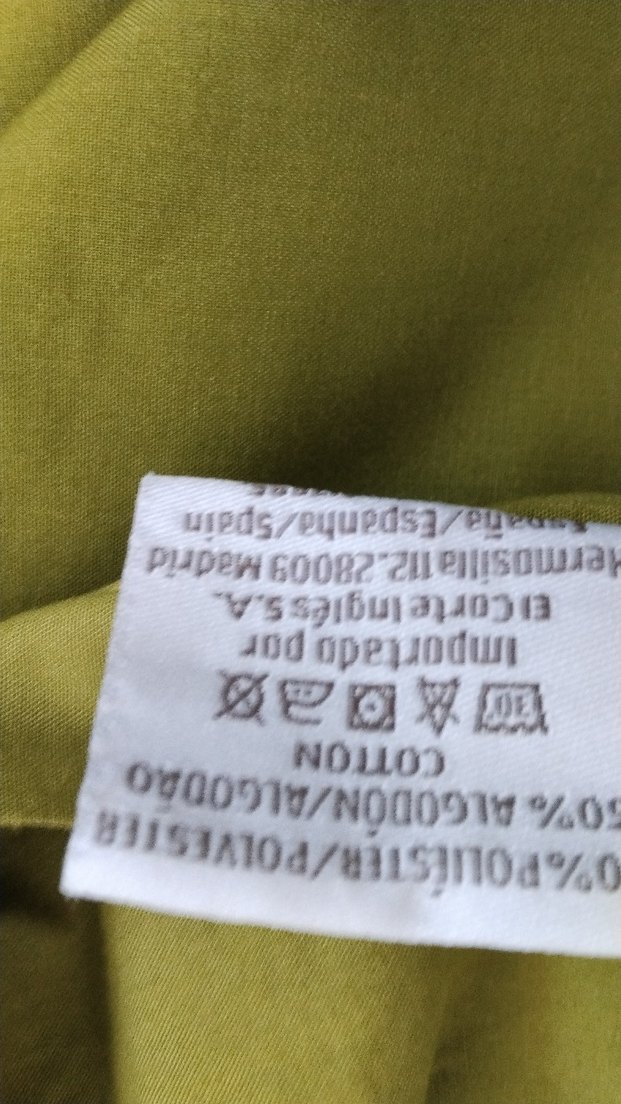 0%POLIÉSTER/POLYESTER
50% ALGODÓN/ALGODÃO
COTTON
30°
Importado por
El Corte Inglés S.A.
Hermosilla 112.28009 Madrid
España/Espanha/Spain